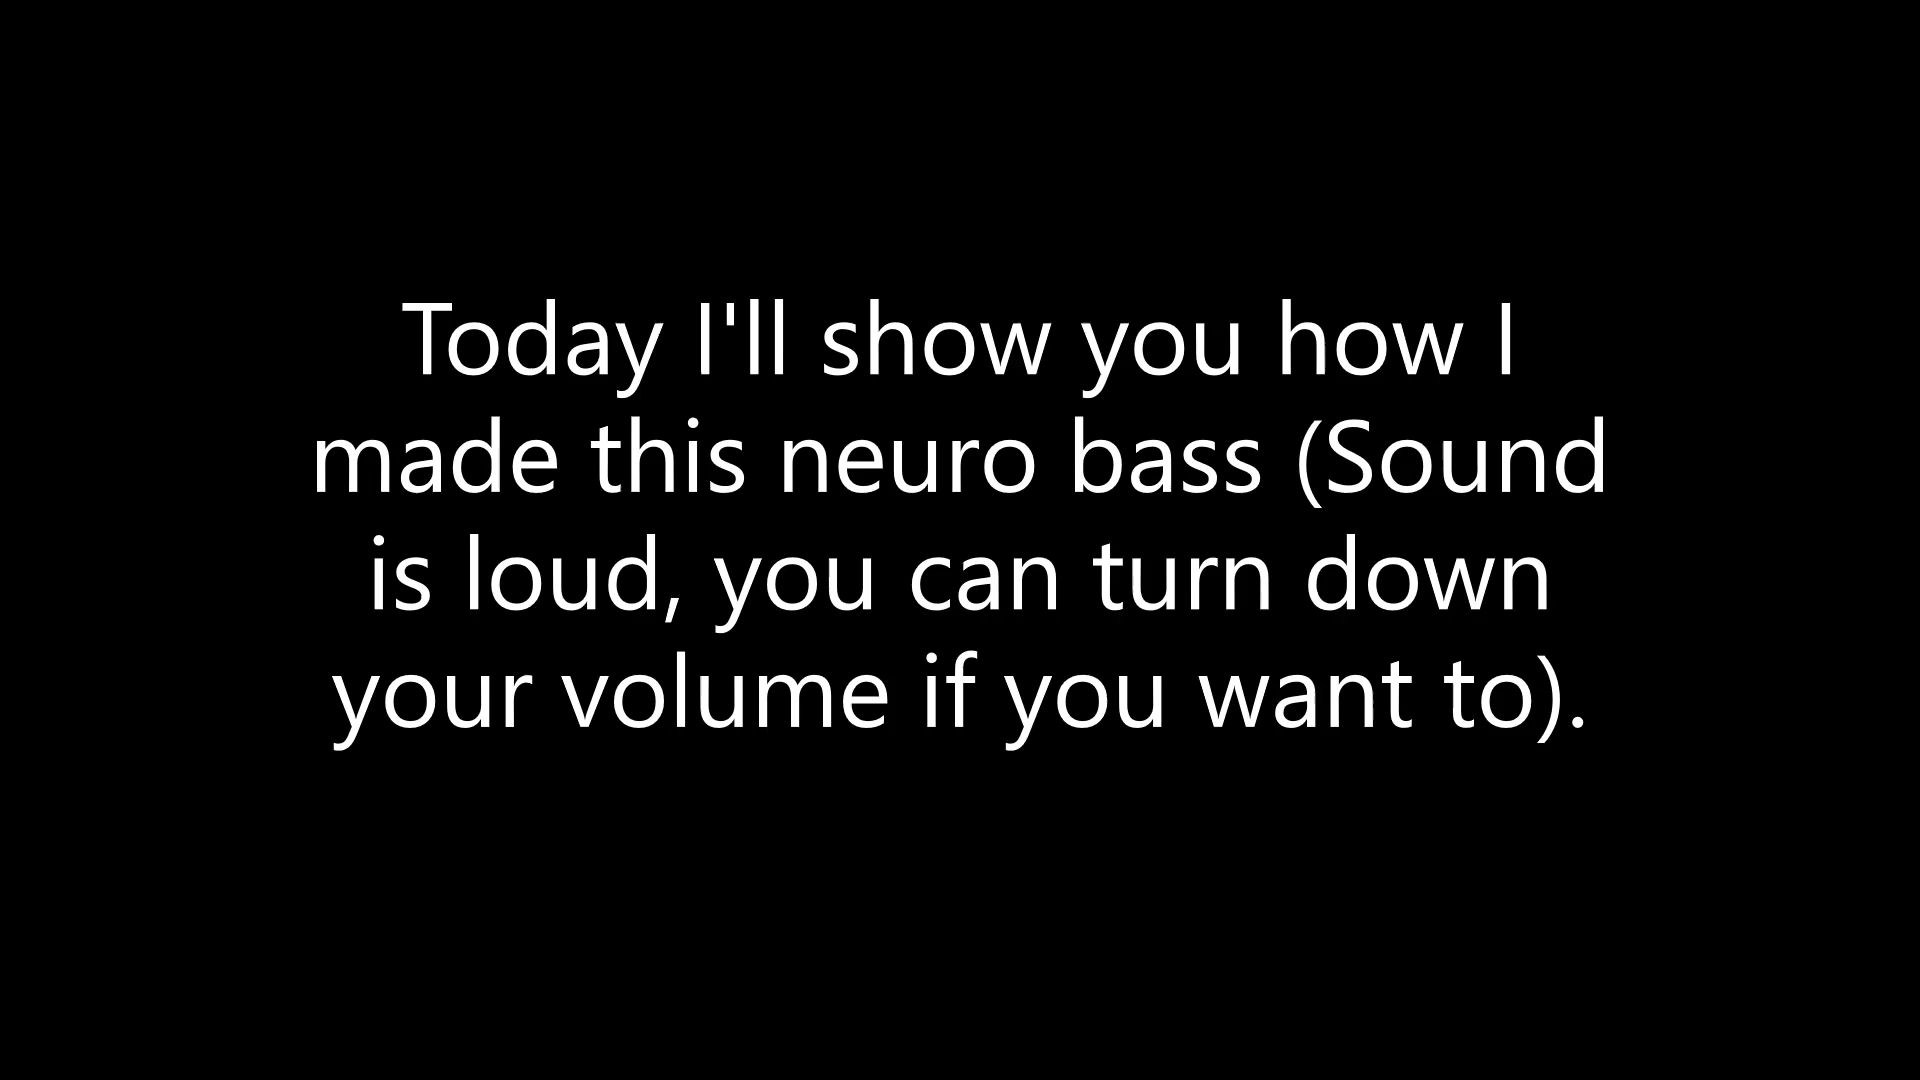 Today I'll show you how I
made this neuro bass (Sound
is loud, you can turn down
your volume if you want to).